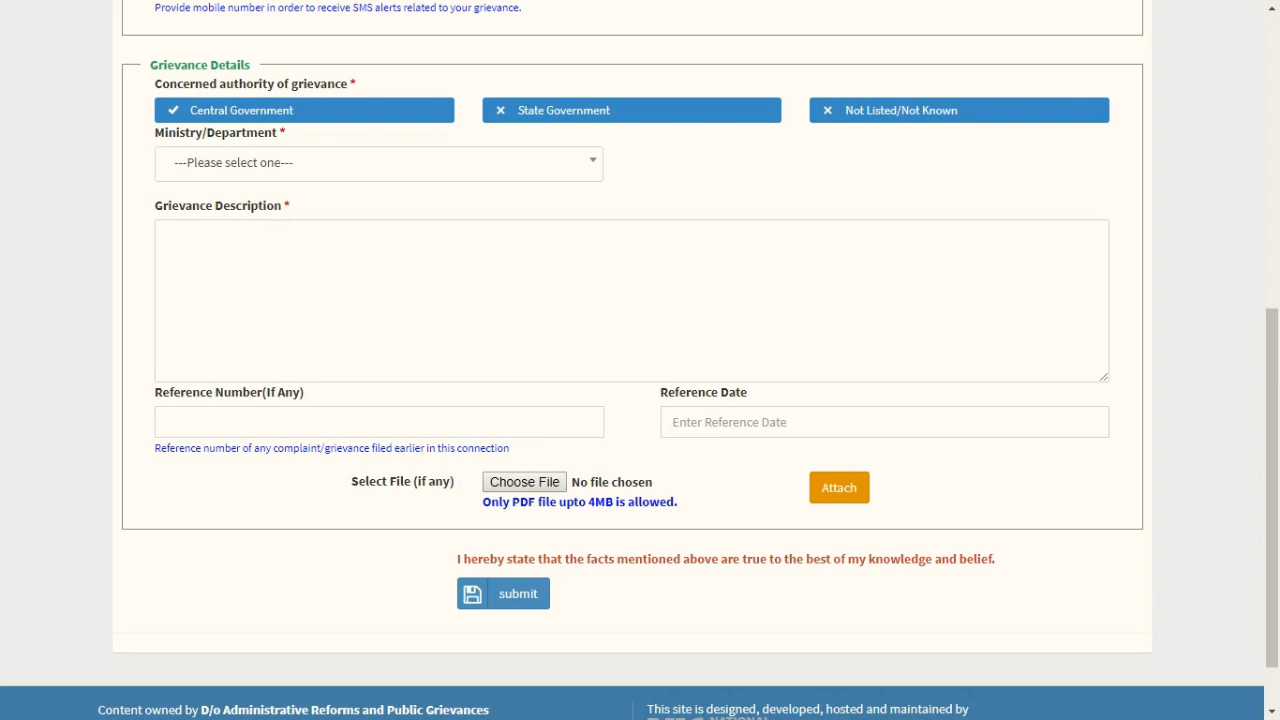 Provide mobile number in order to receive SMS alerts related to your grievance.
Grievance Details
Concerned authority of grievance *
Central Government
State Government
Not Listed/Not Known
Ministry/Department *
---Please select one---
Grievance Description *
Reference Number(If Any)
Reference Date
Enter Reference Date
Reference number of any complaint/grievance filed earlier in this connection
Select File (if any)
Choose File No file chosen
Attach
Only PDF file upto 4MB is allowed.
I hereby state that the facts mentioned above are true to the best of my knowledge and belief.
submit
Content owned by D/o Administrative Reforms and Public Grievances
This site is designed, developed, hosted and maintained by
NATIONAL